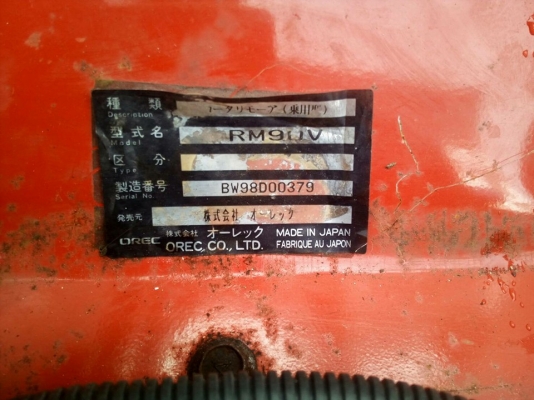 種類 ロータリモーア(乗用型)
Description
型式名 RM90V
Model
区分
Type
製造番号 BW98D00379
Serial No.
発売元 株式会社 オーレック
株式会社 オーレック MADE IN JAPAN
OREC OREC CO., LTD. FABRIQUÉ AU JAPON